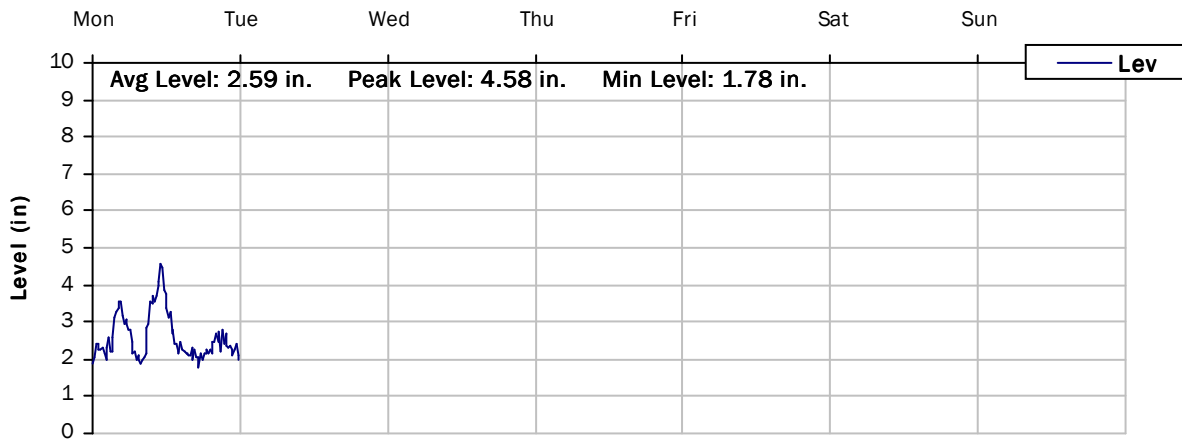 Mon Tue Wed Thu Fri Sat Sun
Lev
Avg Level: 2.59 in. Peak Level: 4.58 in. Min Level: 1.78 in.
10
9
8
7
6
5
4
3
2
1
0
Level (in)